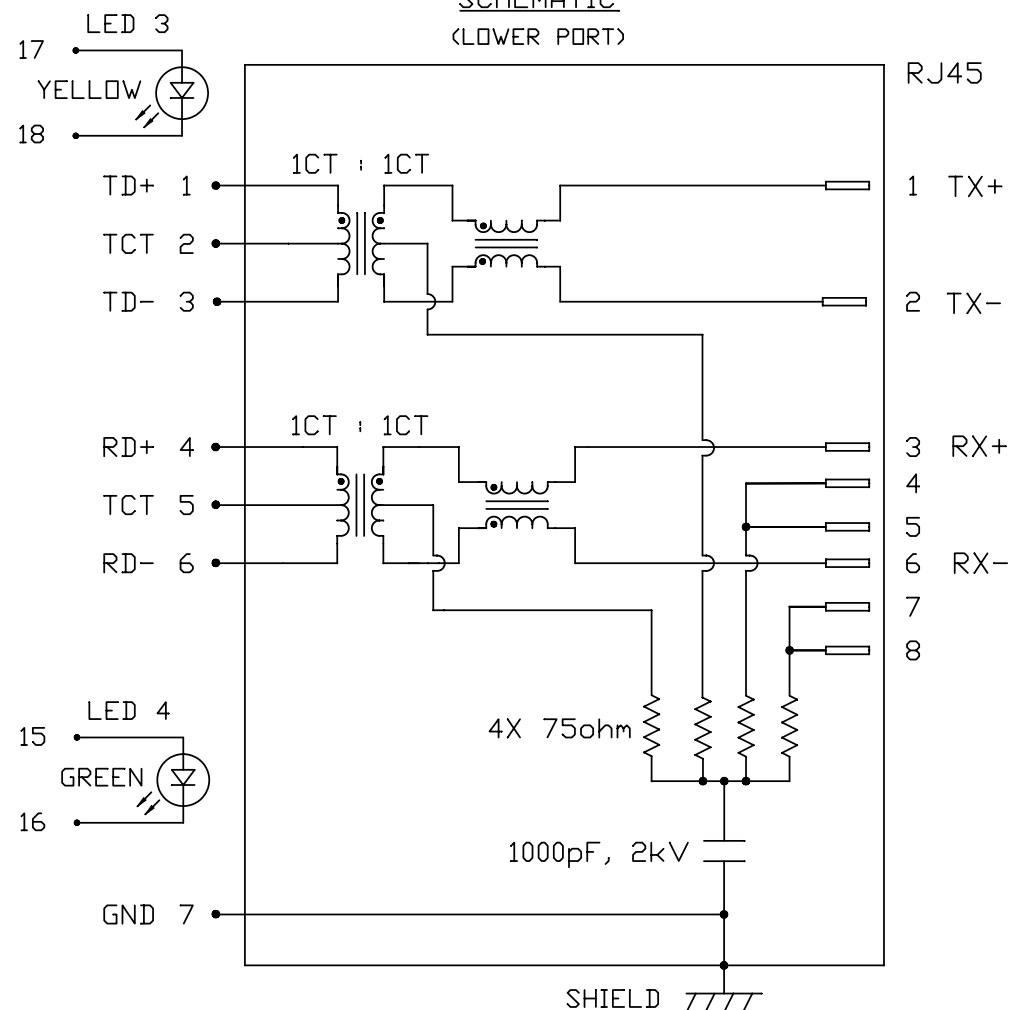 SCHEMATIC
(LOWER PORT)
LED 3
17
YELLOW
18
RJ45
1CT : 1CT
TD+ 1
1 TX+
TCT 2
TD- 3
2 TX-
1CT : 1CT
RD+ 4
3 RX+
4
TCT 5
5
RD- 6
6 RX-
7
8
LED 4
15
4X 75ohm
GREEN
16
1000pF, 2kV
GND 7
SHIELD